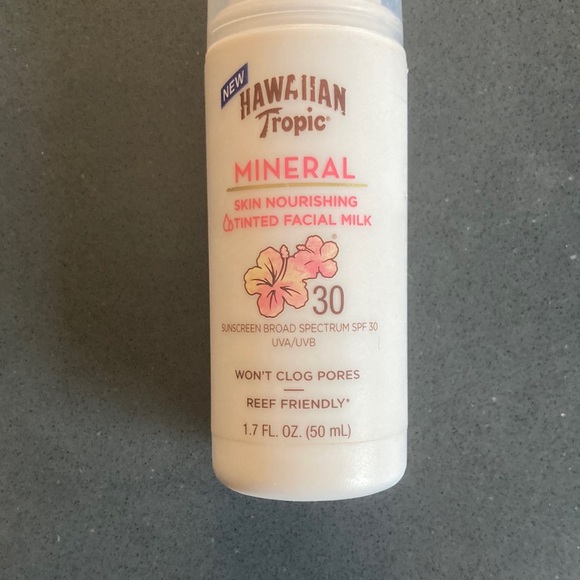 NEW
HAWAIIAN
Tropic®
MINERAL
SKIN NOURISHING
TINTED FACIAL MILK
®
30
SUNSCREEN BROAD SPECTRUM SPF 30
UVA/UVB
WON'T CLOG PORES
REEF FRIENDLY*
1.7 FL. OZ. (50 mL)